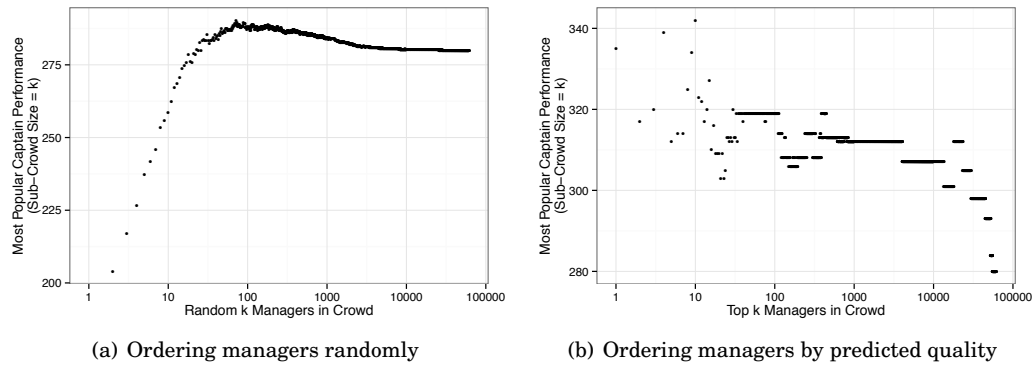 Most Popular Captain Performance
(Sub−Crowd Size = k)
275
250
225
200
1 10 100 1000 10000 100000
Random k Managers in Crowd
(a) Ordering managers randomly
Most Popular Captain Performance
(Sub−Crowd Size = k)
340
320
300
280
1 10 100 1000 10000 100000
Top k Managers in Crowd
(b) Ordering managers by predicted quality